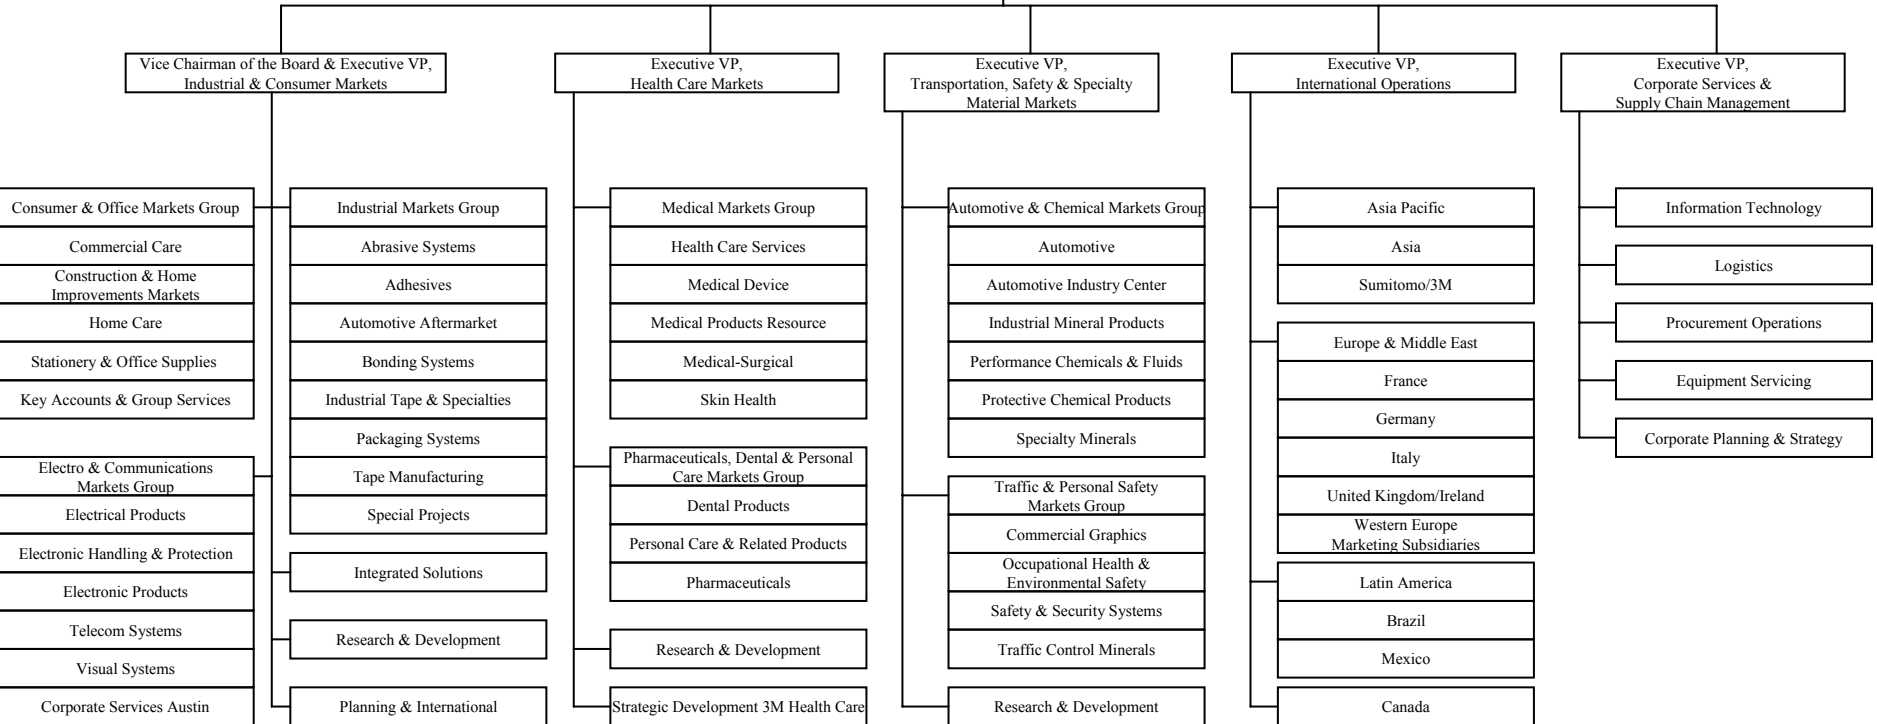 Vice Chairman of the Board & Executive VP,
Industrial & Consumer Markets
Executive VP,
Health Care Markets
Executive VP,
Transportation, Safety & Specialty
Material Markets
Executive VP,
International Operations
Executive VP,
Corporate Services &
Supply Chain Management
Consumer & Office Markets Group
Commercial Care
Construction & Home
Improvements Markets
Home Care
Stationery & Office Supplies
Key Accounts & Group Services
Electro & Communications
Markets Group
Electrical Products
Electronic Handling & Protection
Electronic Products
Telecom Systems
Visual Systems
Corporate Services Austin
Industrial Markets Group
Abrasive Systems
Adhesives
Automotive Aftermarket
Bonding Systems
Industrial Tape & Specialties
Packaging Systems
Tape Manufacturing
Special Projects
Integrated Solutions
Research & Development
Planning & International
Medical Markets Group
Health Care Services
Medical Device
Medical Products Resource
Medical-Surgical
Skin Health
Pharmaceuticals, Dental & Personal
Care Markets Group
Dental Products
Personal Care & Related Products
Pharmaceuticals
Research & Development
Strategic Development 3M Health Care
Automotive & Chemical Markets Group
Automotive
Automotive Industry Center
Industrial Mineral Products
Performance Chemicals & Fluids
Protective Chemical Products
Specialty Minerals
Traffic & Personal Safety
Markets Group
Commercial Graphics
Occupational Health &
Environmental Safety
Safety & Security Systems
Traffic Control Minerals
Research & Development
Asia Pacific
Asia
Sumitomo/3M
Europe & Middle East
France
Germany
Italy
United Kingdom/Ireland
Western Europe
Marketing Subsidiaries
Latin America
Brazil
Mexico
Canada
Information Technology
Logistics
Procurement Operations
Equipment Servicing
Corporate Planning & Strategy